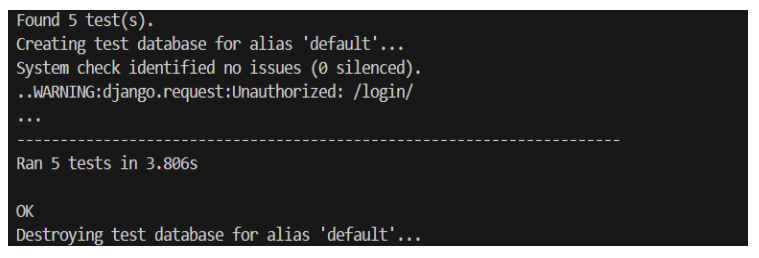 Found 5 test(s).
Creating test database for alias 'default'...
System check identified no issues (0 silenced).
..WARNING:django.request:Unauthorized: /login/
...
----------------------------------------------------------------------
Ran 5 tests in 3.806s

OK
Destroying test database for alias 'default'...